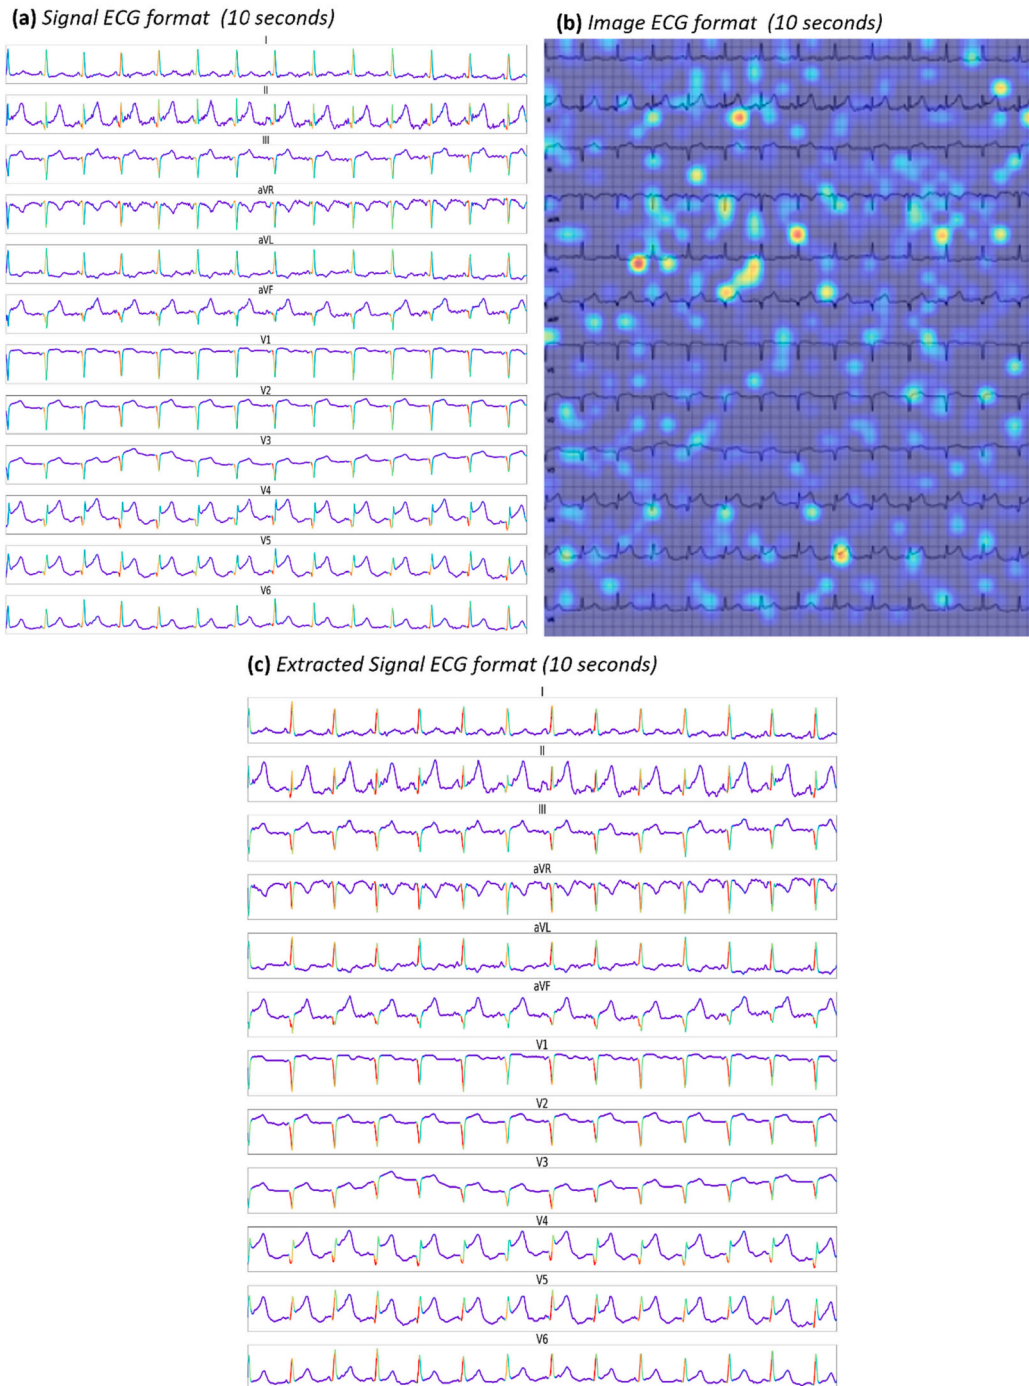 (a) Signal ECG format (10 seconds)
I
II
III
aVR
aVL
aVF
V1
V2
V3
V4
V5
V6
(b) Image ECG format (10 seconds)
(c) Extracted Signal ECG format (10 seconds)
I
II
III
aVR
aVL
aVF
V1
V2
V3
V4
V5
V6